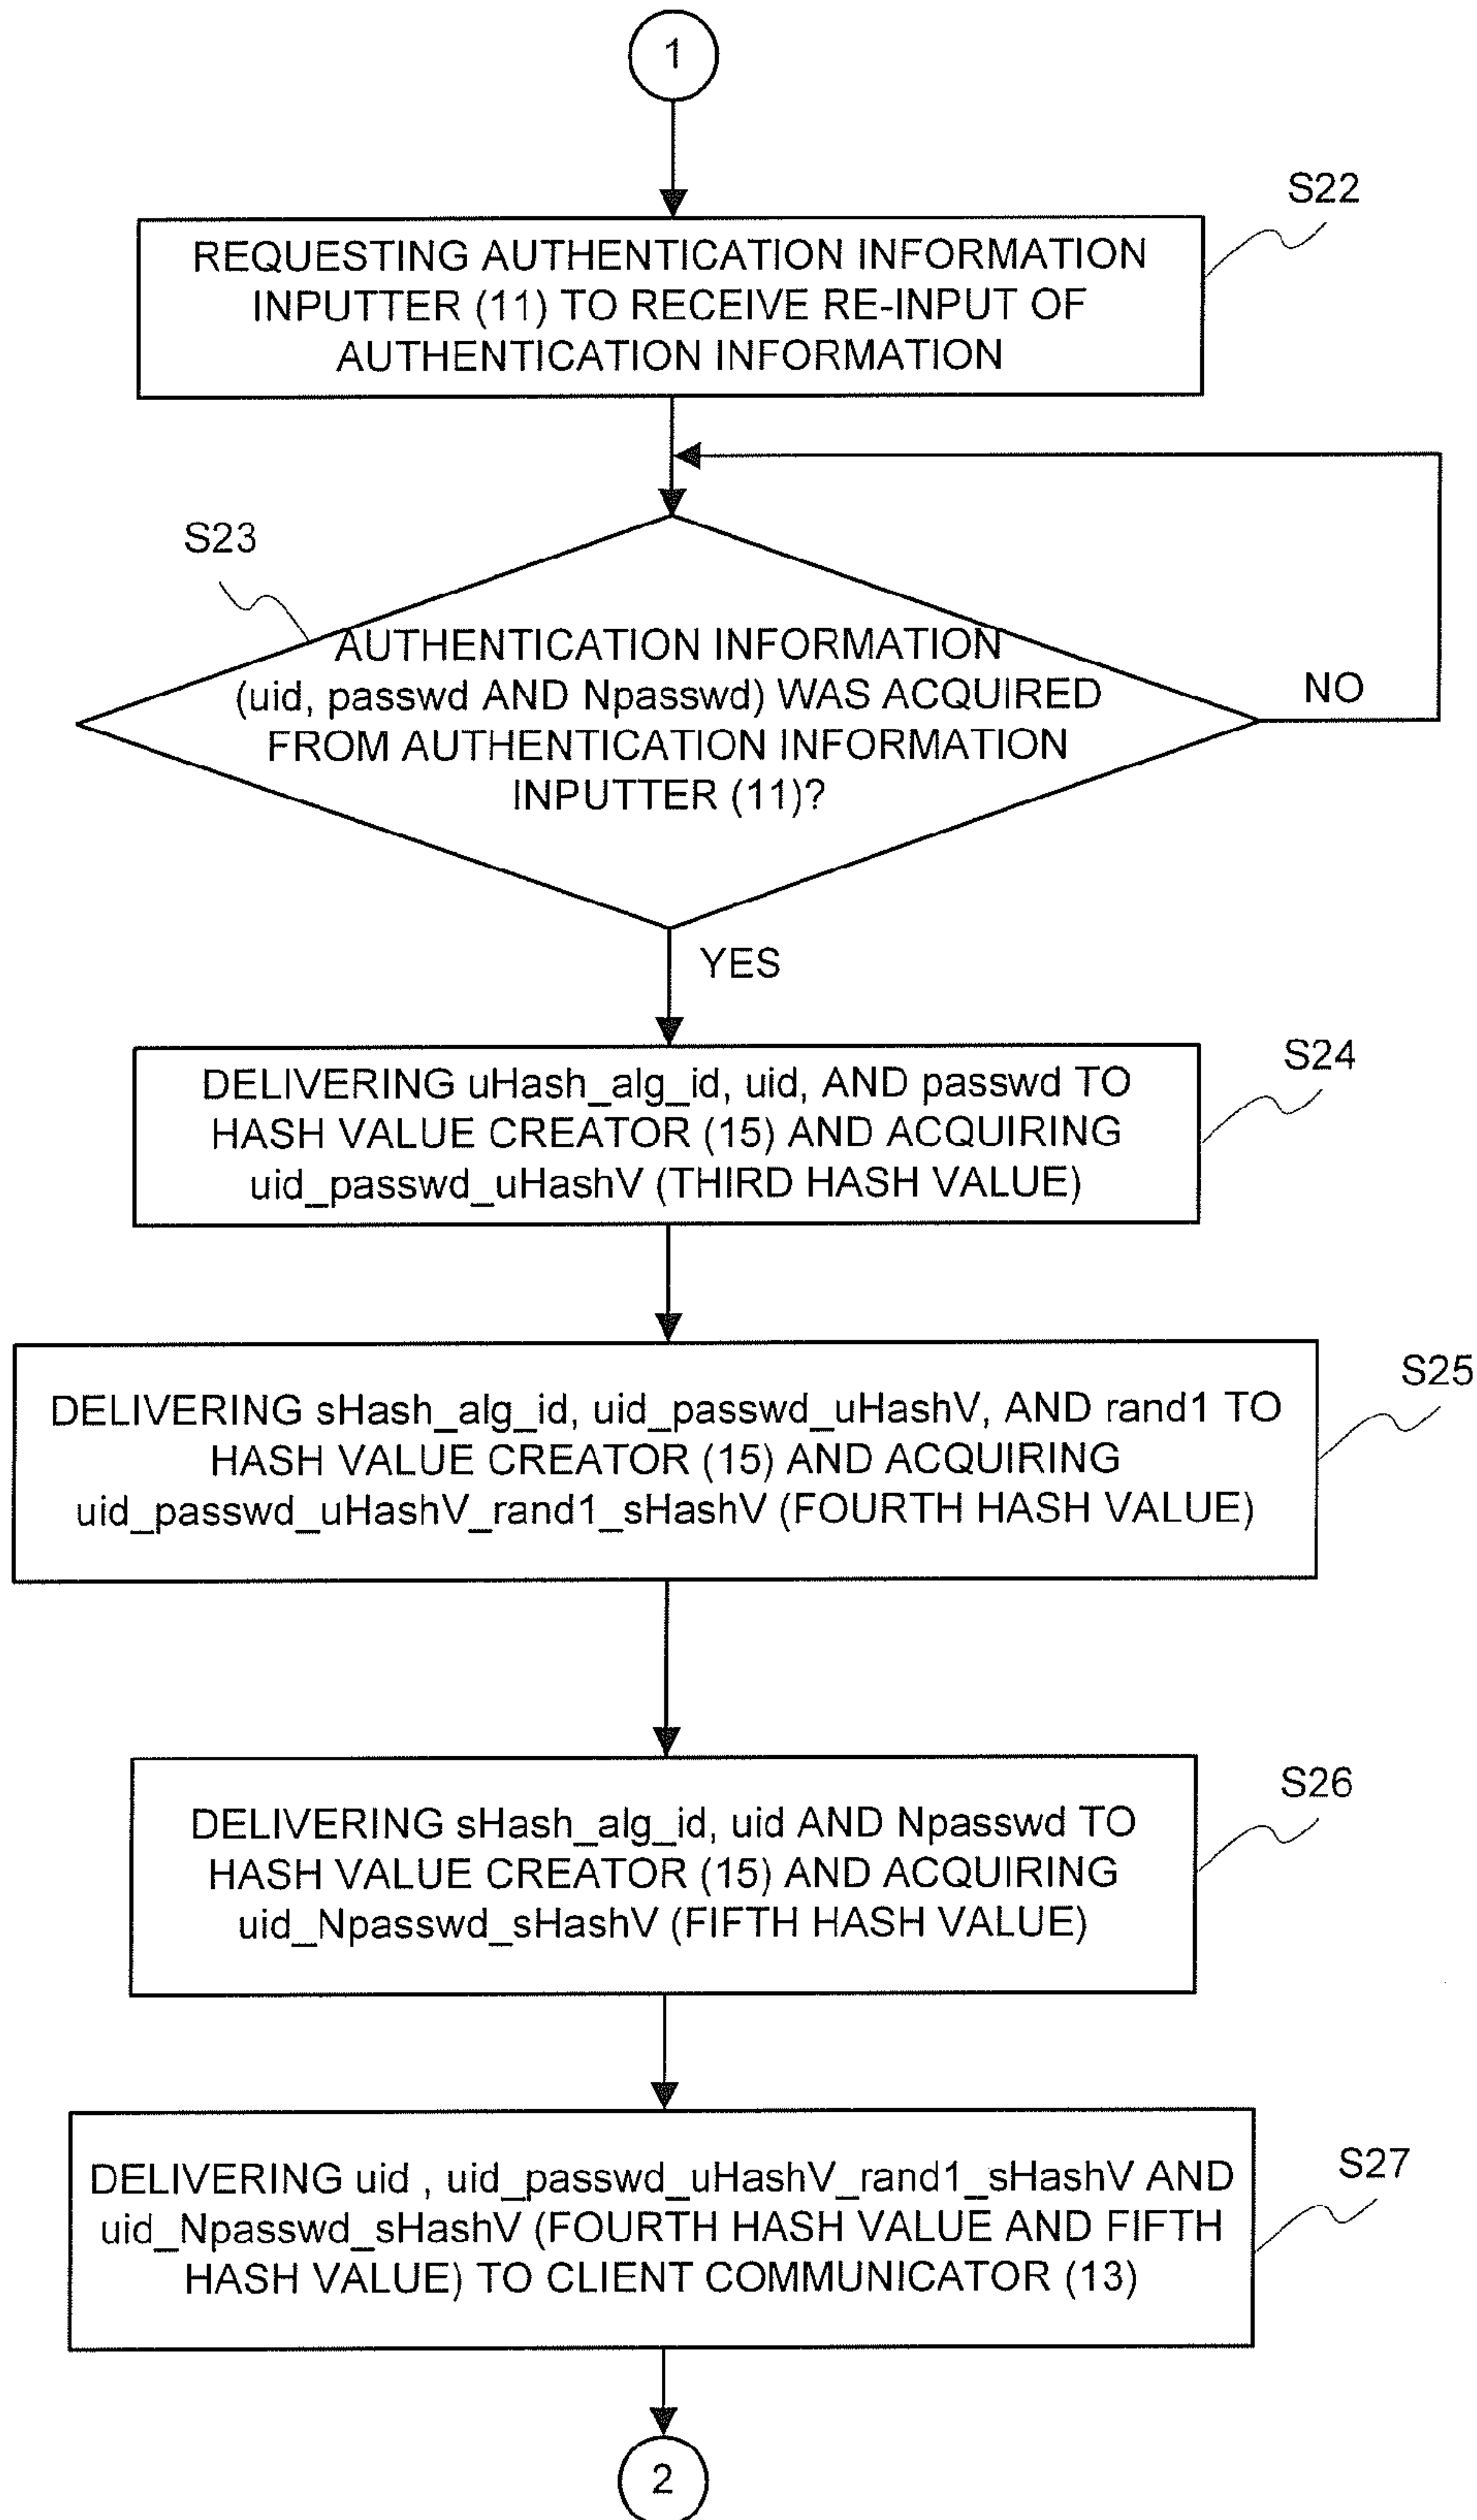 1
S22
REQUESTING AUTHENTICATION INFORMATION
INPUTTER (11) TO RECEIVE RE-INPUT OF
AUTHENTICATION INFORMATION
S23
AUTHENTICATION INFORMATION
(uid, passwd AND Npasswd) WAS ACQUIRED
FROM AUTHENTICATION INFORMATION
INPUTTER (11)?
NO
YES
S24
DELIVERING uHash_alg_id, uid, AND passwd TO
HASH VALUE CREATOR (15) AND ACQUIRING
uid_passwd_uHashV (THIRD HASH VALUE)
S25
DELIVERING sHash_alg_id, uid_passwd_uHashV, AND rand1 TO
HASH VALUE CREATOR (15) AND ACQUIRING
uid_passwd_uHashV_rand1_sHashV (FOURTH HASH VALUE)
S26
DELIVERING sHash_alg_id, uid AND Npasswd TO
HASH VALUE CREATOR (15) AND ACQUIRING
uid_Npasswd_sHashV (FIFTH HASH VALUE)
S27
DELIVERING uid , uid_passwd_uHashV_rand1_sHashV AND
uid_Npasswd_sHashV (FOURTH HASH VALUE AND FIFTH
HASH VALUE) TO CLIENT COMMUNICATOR (13)
2